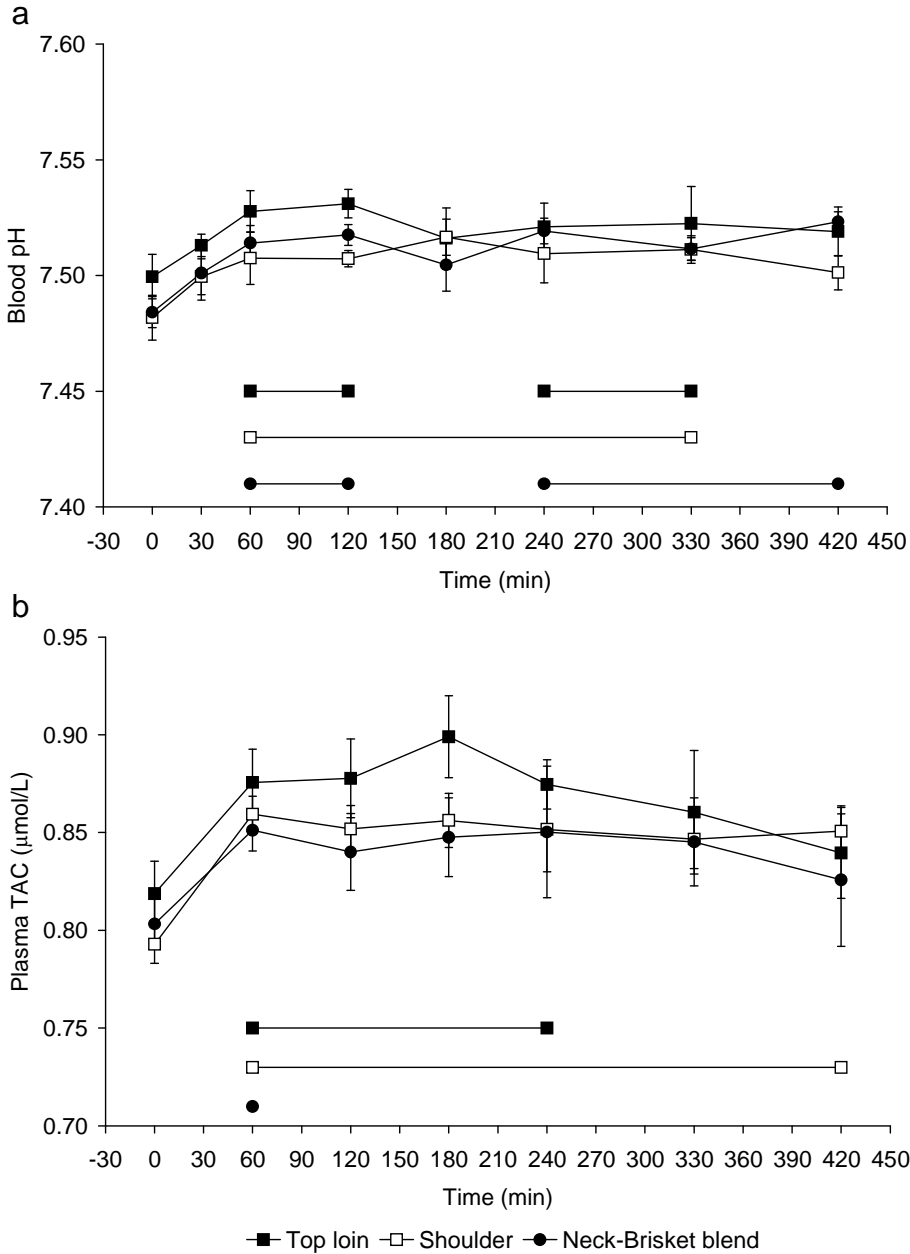 a
7.60
7.55
7.50
7.45
7.40
Blood pH
-30 0 30 60 90 120 150 180 210 240 270 300 330 360 390 420 450
Time (min)
b
0.95
0.90
0.85
0.80
0.75
0.70
Plasma TAC (μmol/L)
-30 0 30 60 90 120 150 180 210 240 270 300 330 360 390 420 450
Time (min)
Top loin Shoulder Neck-Brisket blend